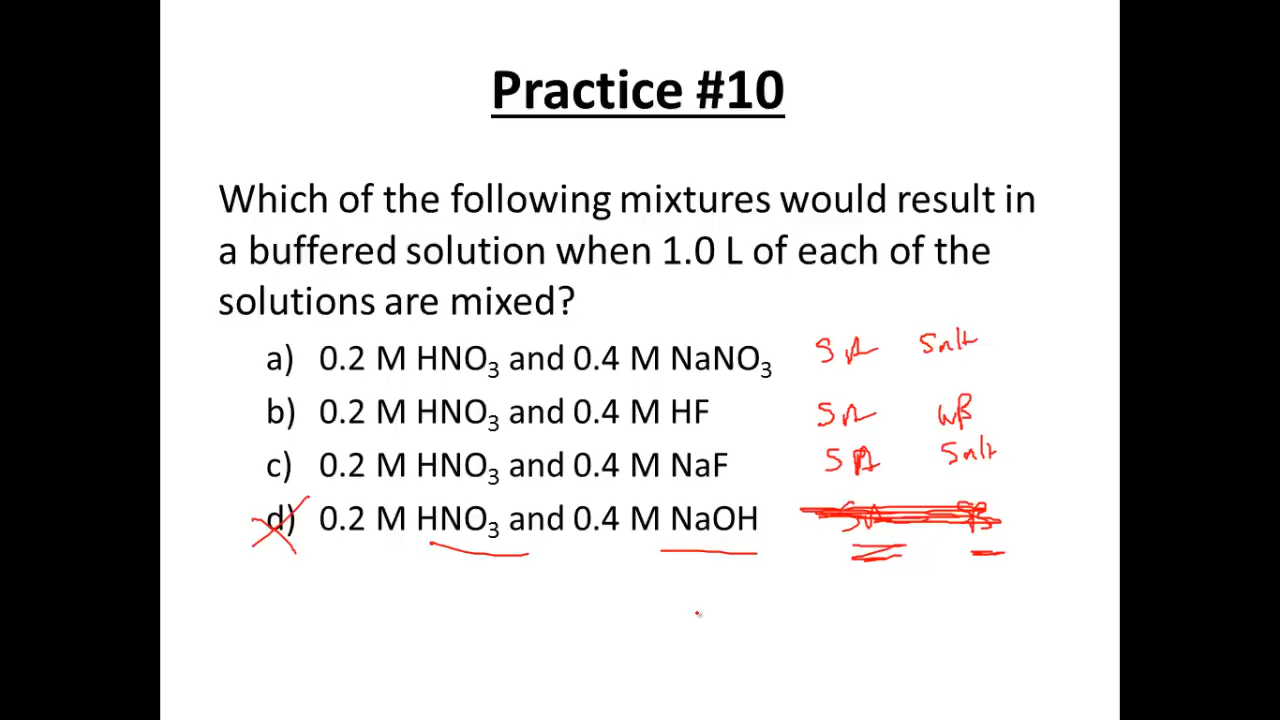 Practice #10
Which of the following mixtures would result in
a buffered solution when 1.0 L of each of the
solutions are mixed?
a) 0.2 M HNO₃ and 0.4 M NaNO₃ SA Salt
b) 0.2 M HNO₃ and 0.4 M HF SA WB
c) 0.2 M HNO₃ and 0.4 M NaF SA Salt
d) 0.2 M HNO₃ and 0.4 M NaOH SA